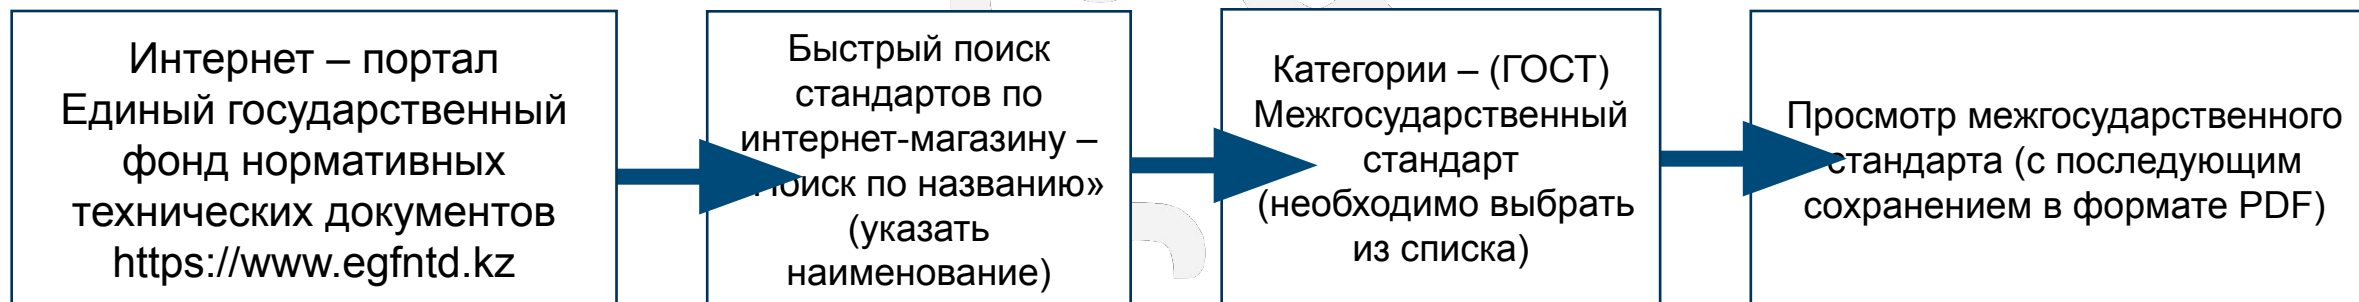 Интернет – портал
Единый государственный
фонд нормативных
технических документов
https://www.egfntd.kz
Быстрый поиск
стандартов по
интернет-магазину –
по названию»
(указать
наименование)
Категории – (ГОСТ)
Межгосударственный
стандарт
(необходимо выбрать
из списка)
Просмотр межгосударственного
стандарта (с последующим
сохранением в формате PDF)